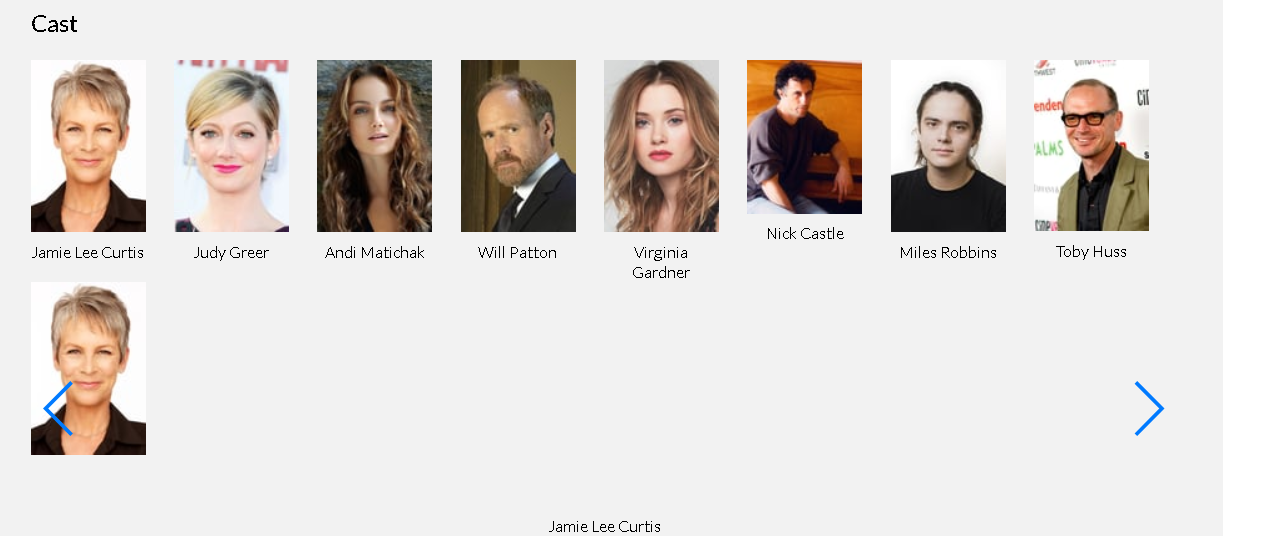 Cast
Jamie Lee Curtis
Judy Greer
Andi Matichak
Will Patton
Virginia
Gardner
Nick Castle
Miles Robbins
Toby Huss
Jamie Lee Curtis